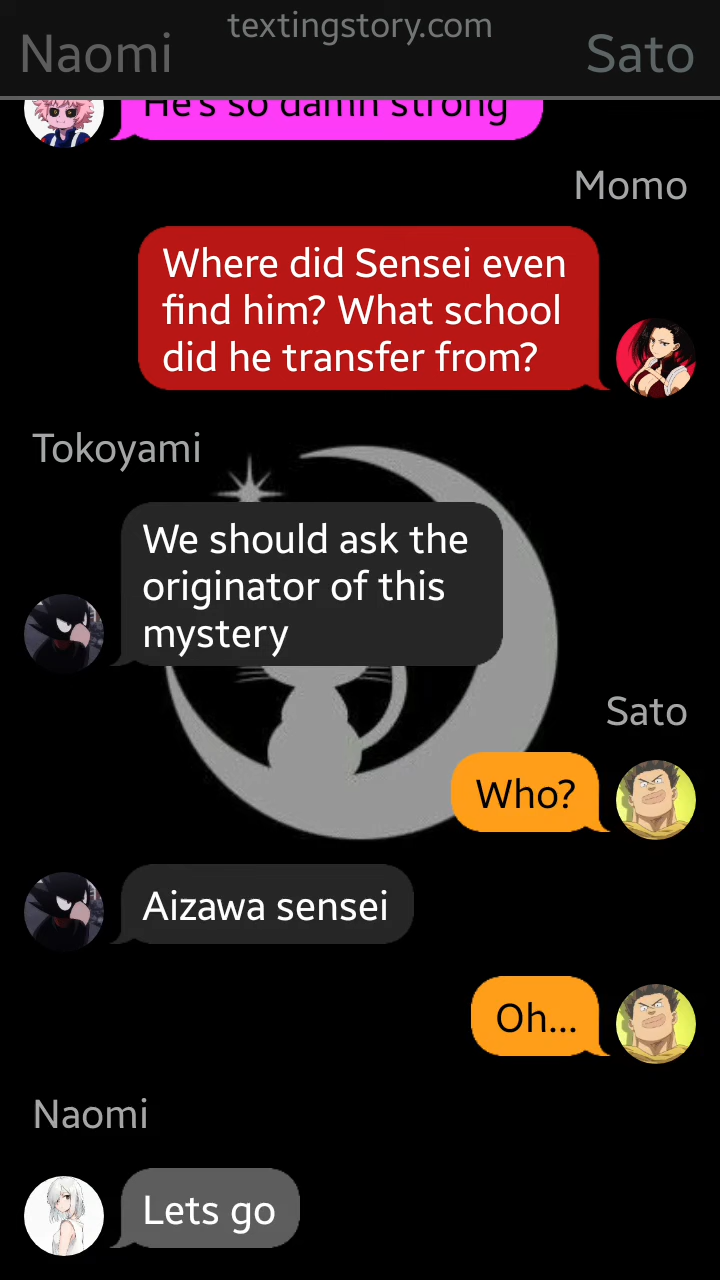 textingstory.com
Naomi
Sato
He's so damn strong
Momo
Where did Sensei even
find him? What school
did he transfer from?
Tokoyami
We should ask the
originator of this
mystery
Sato
Who?
Aizawa sensei
Oh...
Naomi
Lets go